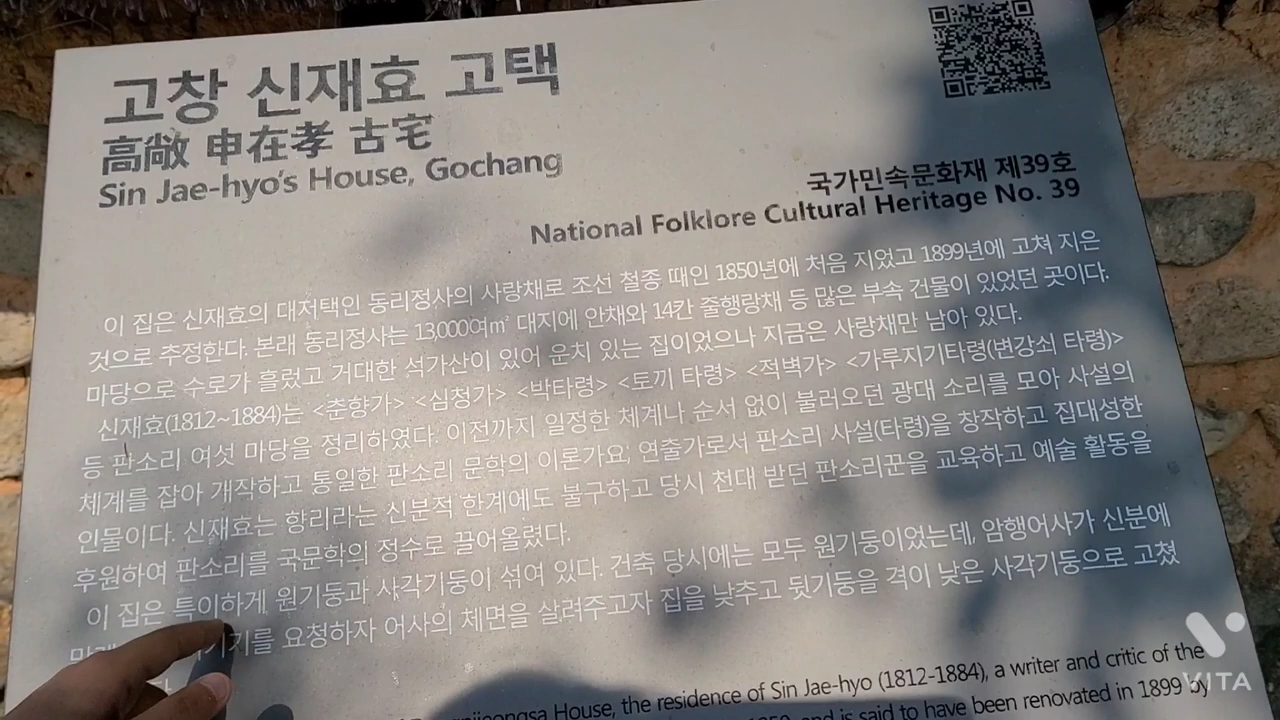 고창 신재효 고택
高敞 申在孝 古宅
Sin Jae-hyo's House, Gochang
국가민속문화재 제39호
National Folklore Cultural Heritage No. 39
이 집은 신재효의 대저택인 동리정사의 사랑채로 조선 철종 때인 1850년에 처음 지었고 1899년에 고쳐 지은
것으로 추정한다. 본래 동리정사는 13,000여㎡ 대지에 안채와 14칸 줄행랑채 등 많은 부속 건물이 있었던 곳이다.
마당으로 수로가 흘렀고 거대한 석가산이 있어 운치 있는 집이었으나 지금은 사랑채만 남아 있다.
신재효(1812~1884)는 <춘향가> <심청가> <박타령> <토끼 타령> <적벽가> <가루지기타령(변강쇠 타령)>
등 판소리 여섯 마당을 정리하였다. 이전까지 일정한 체계나 순서 없이 불러오던 광대 소리를 모아 사설의
체계를 잡아 개작하고 통일한 판소리 문학의 이론가요, 연출가로서 판소리 사설(타령)을 창작하고 집대성한
인물이다. 신재효는 향리라는 신분적 한계에도 불구하고 당시 천대 받던 판소리꾼을 교육하고 예술 활동을
후원하여 판소리를 국문학의 정수로 끌어올렸다.
이 집은 특이하게 원기둥과 사각기둥이 섞여 있다. 건축 당시에는 모두 원기둥이었는데, 암행어사가 신분에
요청하자 어사의 체면을 살려주고자 집을 낮추고 뒷기둥을 격이 낮은 사각기둥으로 고쳤
House, the residence of Sin Jae-hyo (1812-1884), a writer and critic of the
and is said to have been renovated in 1899 by
VITA